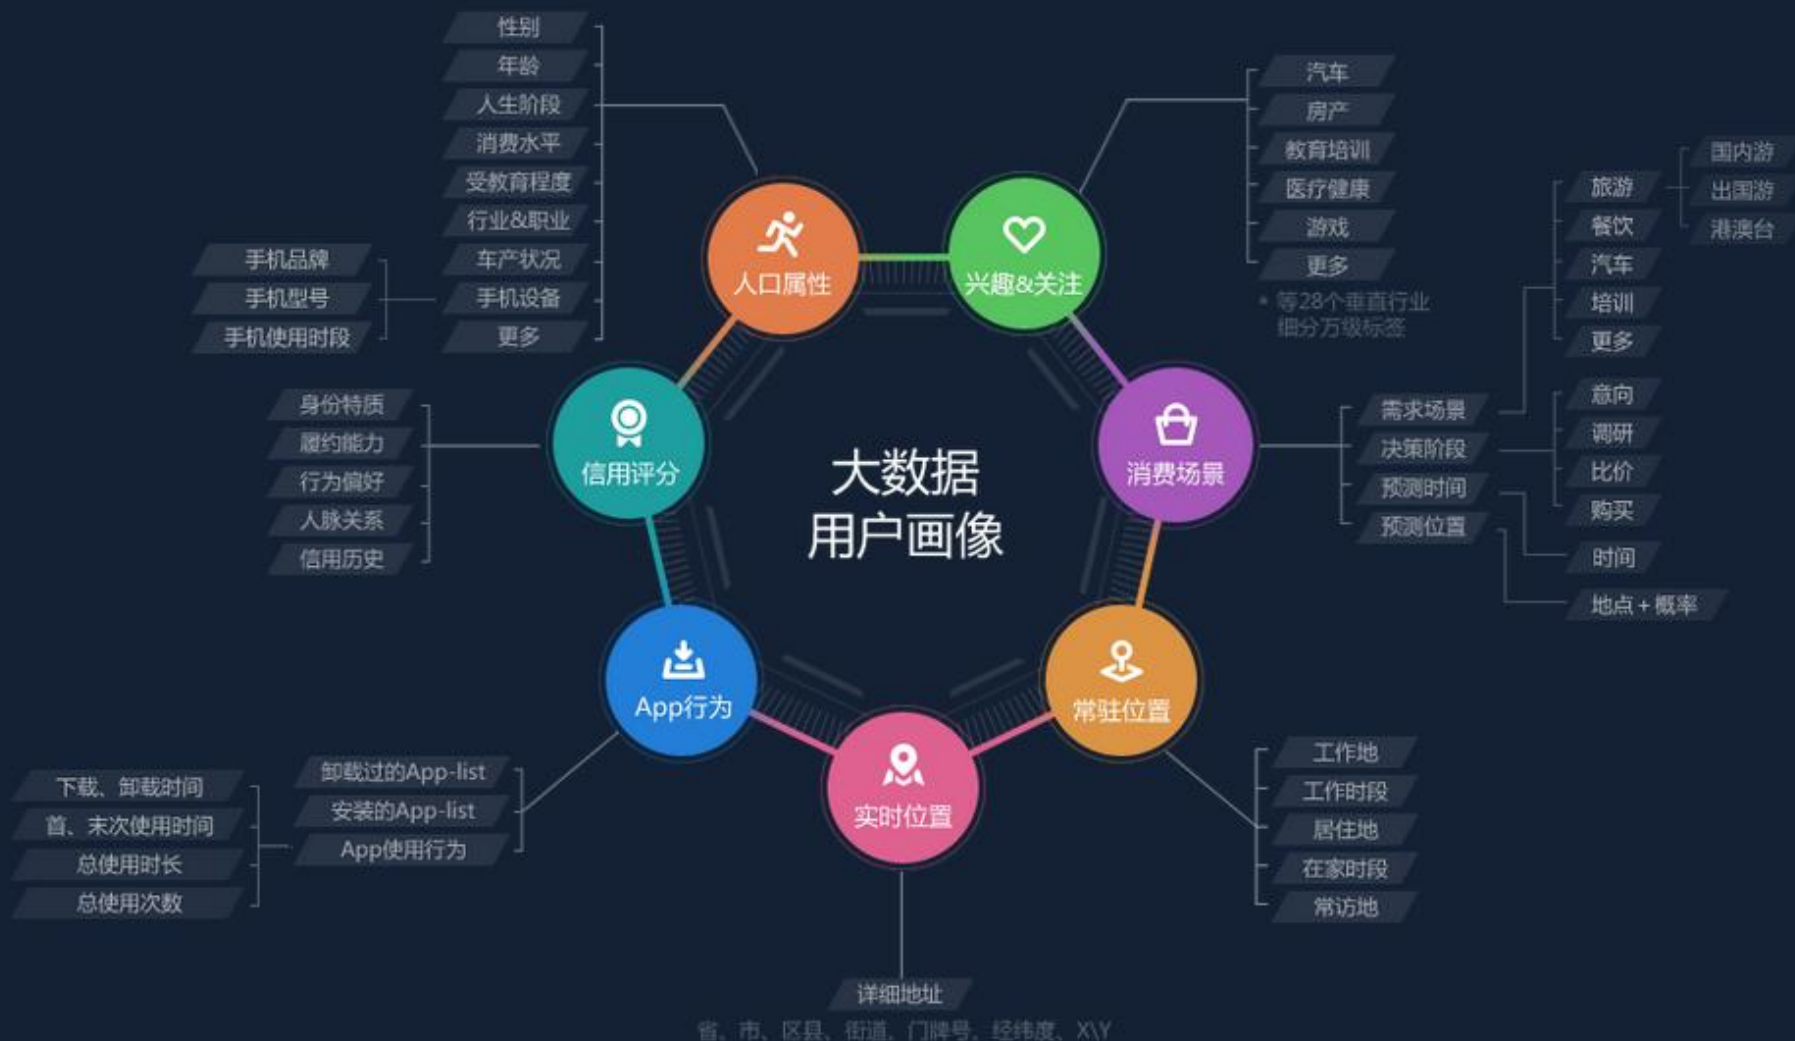 大数据
用户画像
人口属性
性别
年龄
人生阶段
消费水平
受教育程度
行业&职业
车产状况
手机设备
更多
手机品牌
手机型号
手机使用时段
兴趣&关注
汽车
房产
教育培训
医疗健康
游戏
更多
* 等28个垂直行业
细分万级标签
消费场景
需求场景
决策阶段
预测时间
预测位置
旅游
餐饮
汽车
培训
更多
国内游
出国游
港澳台
意向
调研
比价
购买
时间
地点+概率
常驻位置
工作地
工作时段
居住地
在家时段
常访地
实时位置
详细地址
省、市、区县、街道、门牌号、经纬度、X\Y
App行为
卸载过的App-list
安装的App-list
App使用行为
下载、卸载时间
首、末次使用时间
总使用时长
总使用次数
信用评分
身份特质
履约能力
行为偏好
人脉关系
信用历史